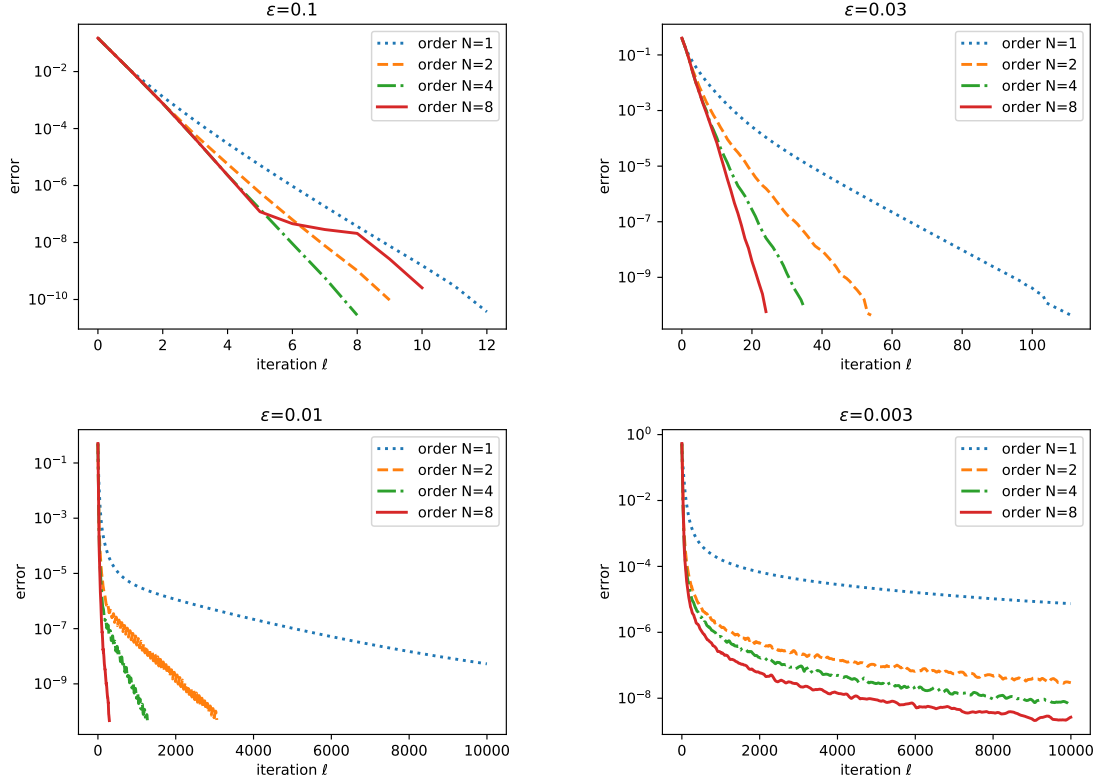 ε=0.1
error
10⁻²
10⁻⁴
10⁻⁶
10⁻⁸
10⁻¹⁰
order N=1
order N=2
order N=4
order N=8
0 2 4 6 8 10 12
iteration ℓ
ε=0.03
error
10⁻¹
10⁻³
10⁻⁵
10⁻⁷
10⁻⁹
order N=1
order N=2
order N=4
order N=8
0 20 40 60 80 100
iteration ℓ
ε=0.01
error
10⁻¹
10⁻³
10⁻⁵
10⁻⁷
10⁻⁹
order N=1
order N=2
order N=4
order N=8
0 2000 4000 6000 8000 10000
iteration ℓ
ε=0.003
error
10⁰
10⁻²
10⁻⁴
10⁻⁶
10⁻⁸
order N=1
order N=2
order N=4
order N=8
0 2000 4000 6000 8000 10000
iteration ℓ